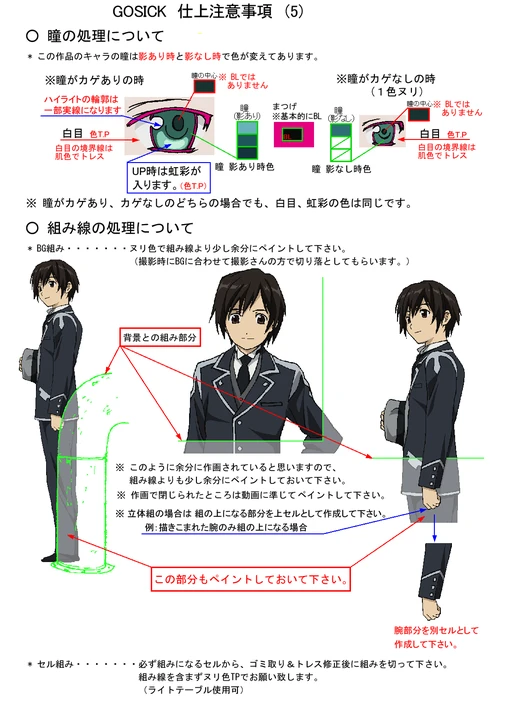 GOSICK 仕上注意事項 (5)
〇 瞳の処理について
* この作品のキャラの瞳は影あり時と影なし時で色が変えてあります。
※瞳がカゲありの時
瞳の中心
※ BLでは
ありません
ハイライトの輪郭は
一部実線になります
白目 色T.P
白目の境界線は
肌色でトレス
UP時は虹彩が
入ります。(色T.P)
瞳
(影あり)
瞳 影あり時色
まつげ
※基本的にBL
※瞳がカゲなしの時
(1色ヌリ)
瞳の中心
※ BLでは
ありません
瞳
(影なし)
瞳 影なし時色
白目 色T.P
白目の境界線は
肌色でトレス
※ 瞳がカゲあり、カゲなしのどちらの場合でも、白目、虹彩の色は同じです。
〇 組み線の処理について
* BG組み・・・・・・・ヌリ色で組み線より少し余分にペイントして下さい。
(撮影時にBGに合わせて撮影さんの方で切り落としてもらいます。)
背景との組み部分
※ このように余分に作画されていると思いますので、
組み線よりも少し余分にペイントしておいて下さい。
※ 作画で閉じられたところは動画に準じてペイントして下さい。
※ 立体組の場合は 組の上になる部分を上セルとして作成して下さい。
例:描きこまれた腕のみ組の上になる場合
この部分もペイントしておいて下さい。
腕部分を別セルとして
作成して下さい。
* セル組み・・・・・・・必ず組みになるセルから、ゴミ取り&トレス修正後に組みを切って下さい。
組み線を含まずヌリ色TPでお願い致します。
(ライトテーブル使用可)